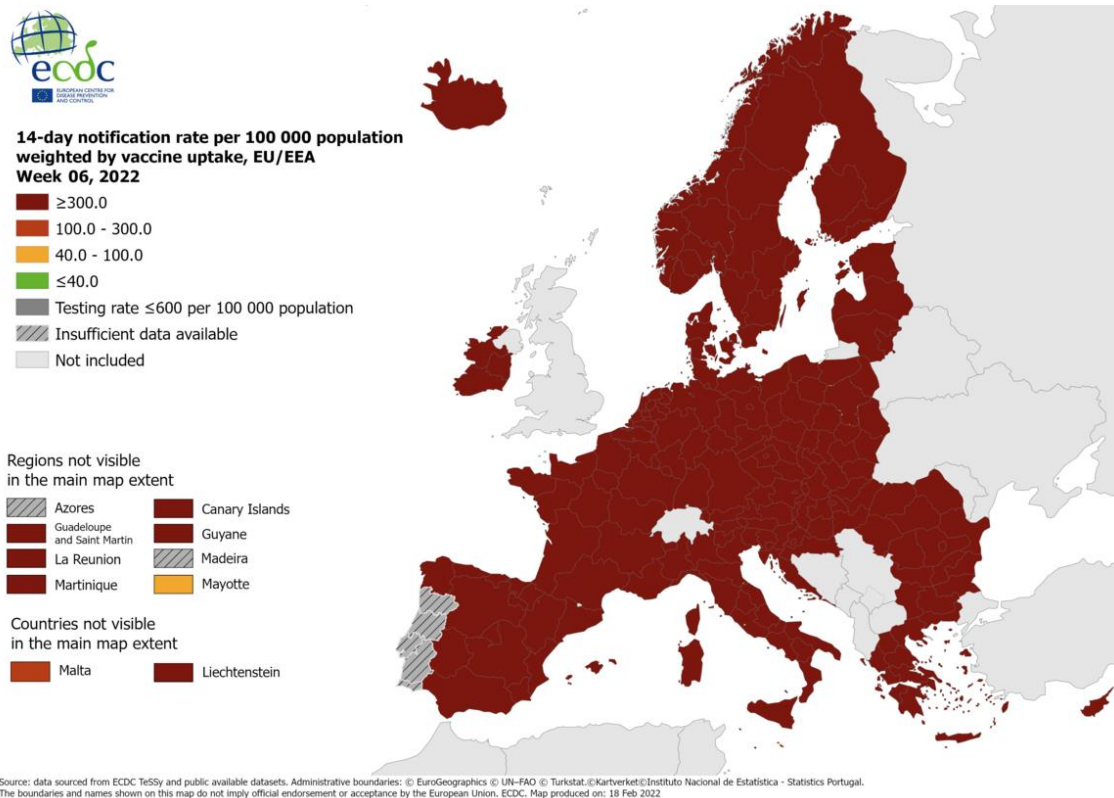 ecdc
EUROPEAN CENTRE FOR
DISEASE PREVENTION
AND CONTROL
14-day notification rate per 100 000 population
weighted by vaccine uptake, EU/EEA
Week 06, 2022
≥300.0
100.0 - 300.0
40.0 - 100.0
≤40.0
Testing rate ≤600 per 100 000 population
Insufficient data available
Not included
Regions not visible
in the main map extent
Azores
Canary Islands
Guadeloupe
and Saint Martin
Guyane
La Reunion
Madeira
Martinique
Mayotte
Countries not visible
in the main map extent
Malta
Liechtenstein
Source: data sourced from ECDC TeSSy and public available datasets. Administrative boundaries: © EuroGeographics © UN–FAO © Turkstat.©Kartverket©Instituto Nacional de Estatística - Statistics Portugal.
The boundaries and names shown on this map do not imply official endorsement or acceptance by the European Union. ECDC. Map produced on: 18 Feb 2022